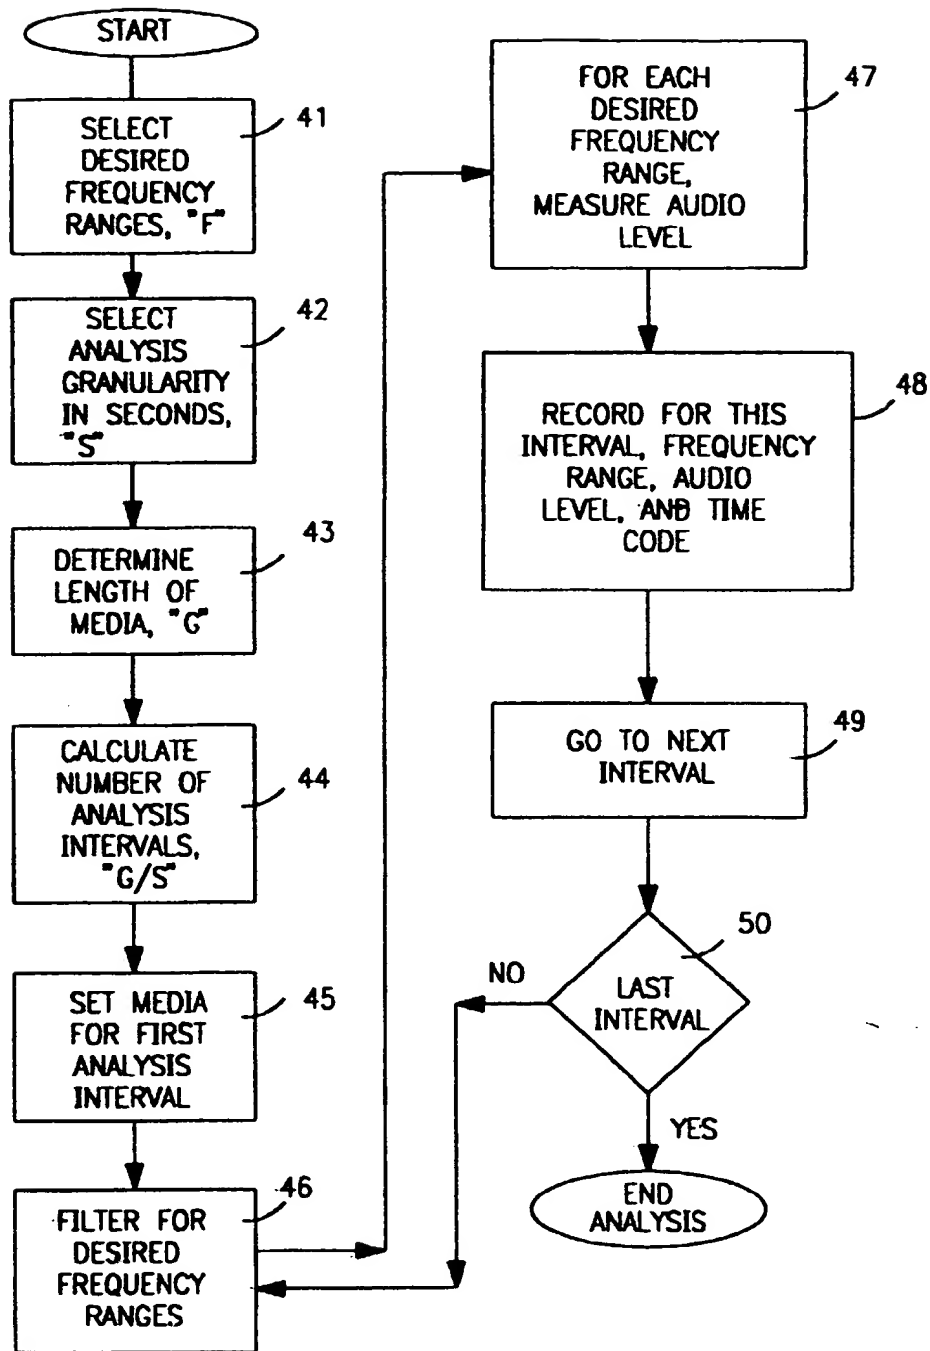 START
41
SELECT
DESIRED
FREQUENCY
RANGES, "F"
42
SELECT
ANALYSIS
GRANULARITY
IN SECONDS,
"S"
43
DETERMINE
LENGTH OF
MEDIA, "G"
44
CALCULATE
NUMBER OF
ANALYSIS
INTERVALS,
"G/S"
45
SET MEDIA
FOR FIRST
ANALYSIS
INTERVAL
46
FILTER FOR
DESIRED
FREQUENCY
RANGES
47
FOR EACH
DESIRED
FREQUENCY
RANGE,
MEASURE AUDIO
LEVEL
48
RECORD FOR THIS
INTERVAL, FREQUENCY
RANGE, AUDIO
LEVEL, AND TIME
CODE
49
GO TO NEXT
INTERVAL
50
NO
LAST
INTERVAL
YES
END
ANALYSIS